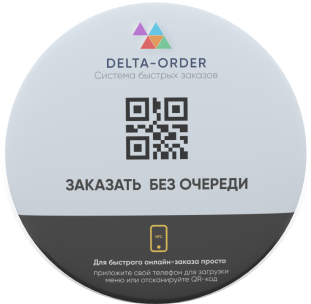 DELTA-ORDER
Система быстрых заказов
ЗАКАЗАТЬ БЕЗ ОЧЕРЕДИ
Для быстрого онлайн-заказа просто
приложите свой телефон для загрузки
меню или отсканируйте QR-код